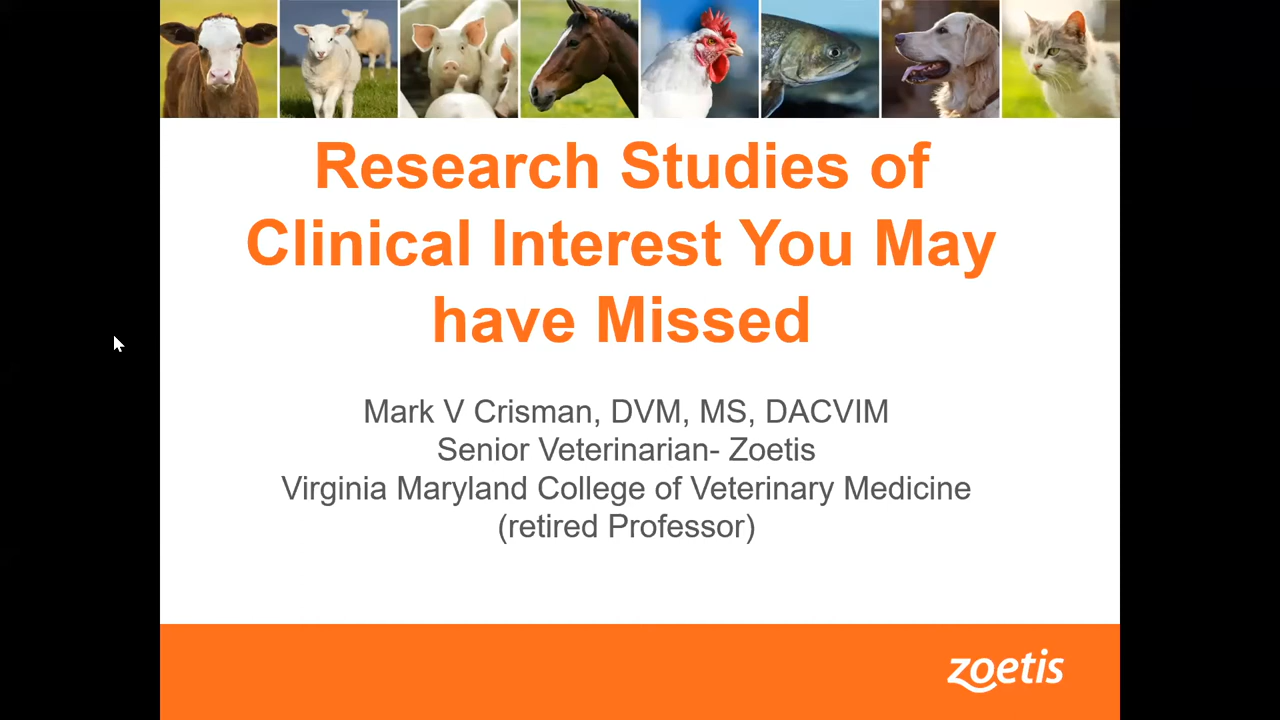 Research Studies of
Clinical Interest You May
have Missed
Mark V Crisman, DVM, MS, DACVIM
Senior Veterinarian- Zoetis
Virginia Maryland College of Veterinary Medicine
(retired Professor)
zoetis